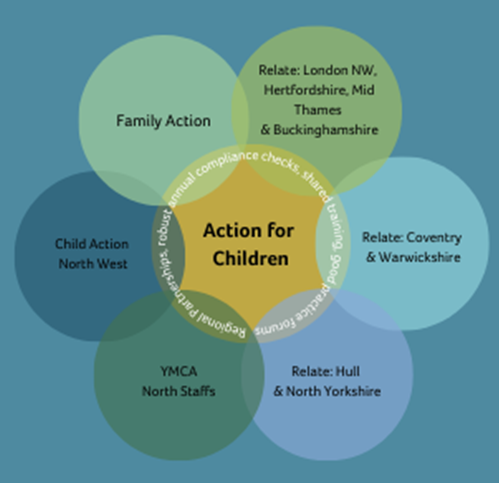 Family Action
Relate: London NW,
Hertfordshire, Mid
Thames
& Buckinghamshire
Regional Partnerships, robust annual compliance checks, shared training, good practice forums
Action for
Children
Child Action
North West
Relate: Coventry
& Warwickshire
YMCA
North Staffs
Relate: Hull
& North Yorkshire